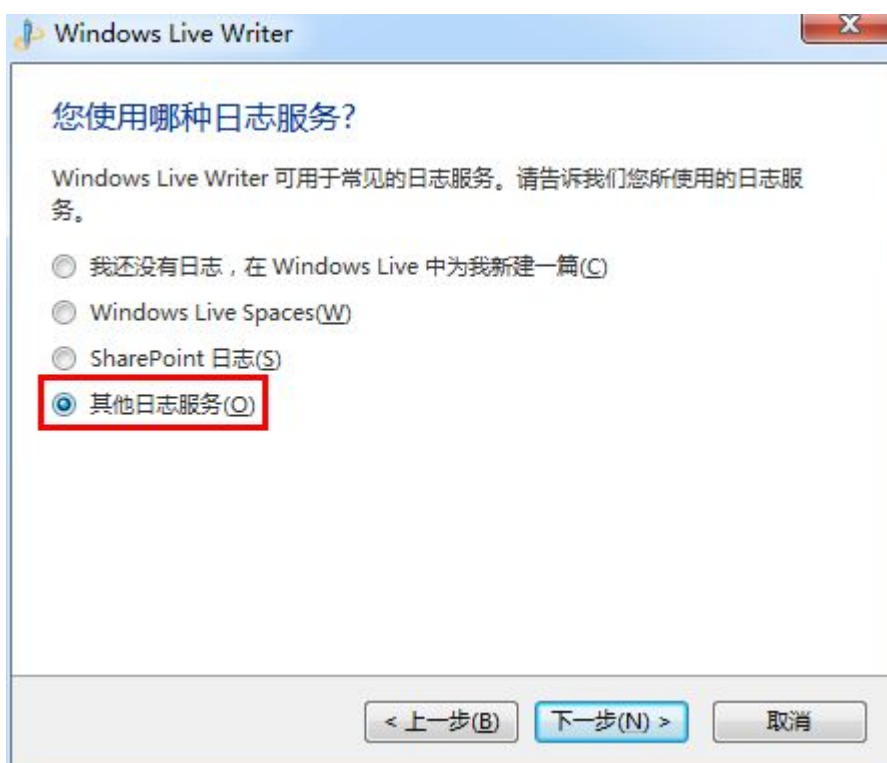 Windows Live Writer
您使用哪种日志服务?
Windows Live Writer 可用于常见的日志服务。请告诉我们您所使用的日志服
务。
我还没有日志，在 Windows Live 中为我新建一篇(C)
Windows Live Spaces(W)
SharePoint 日志(S)
其他日志服务(O)
< 上一步(B) 下一步(N) > 取消